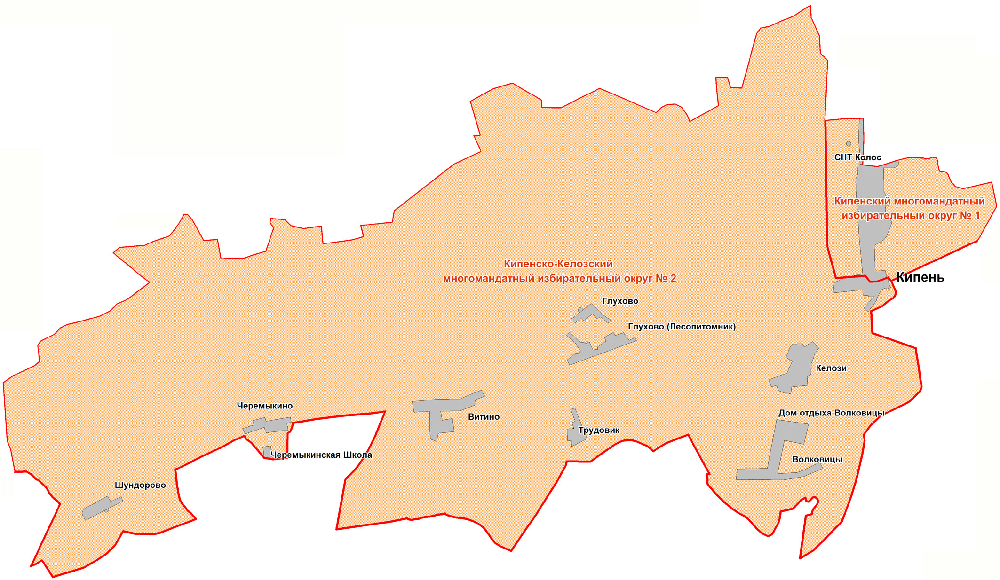 СНТ Колос
Кипенский многомандатный
избирательный округ № 1
Кипенско-Келозский
многомандатный избирательный округ № 2
Кипень
Глухово
Глухово (Лесопитомник)
Келози
Черемыкино
Витино
Дом отдыха Волковицы
Трудовик
Черемыкинская Школа
Волковицы
Шундорово